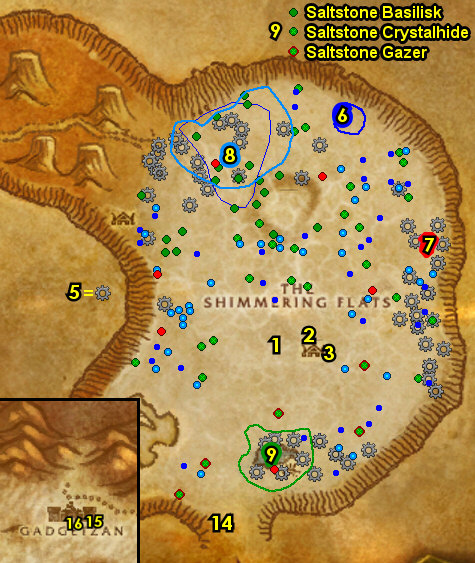 Saltstone Basilisk
9 Saltstone Crystalhide
Saltstone Gazer
6
8
7
5=
THE
SHIMMERING FLATS
2
1
3
9
16 15
GADGETZAN
14